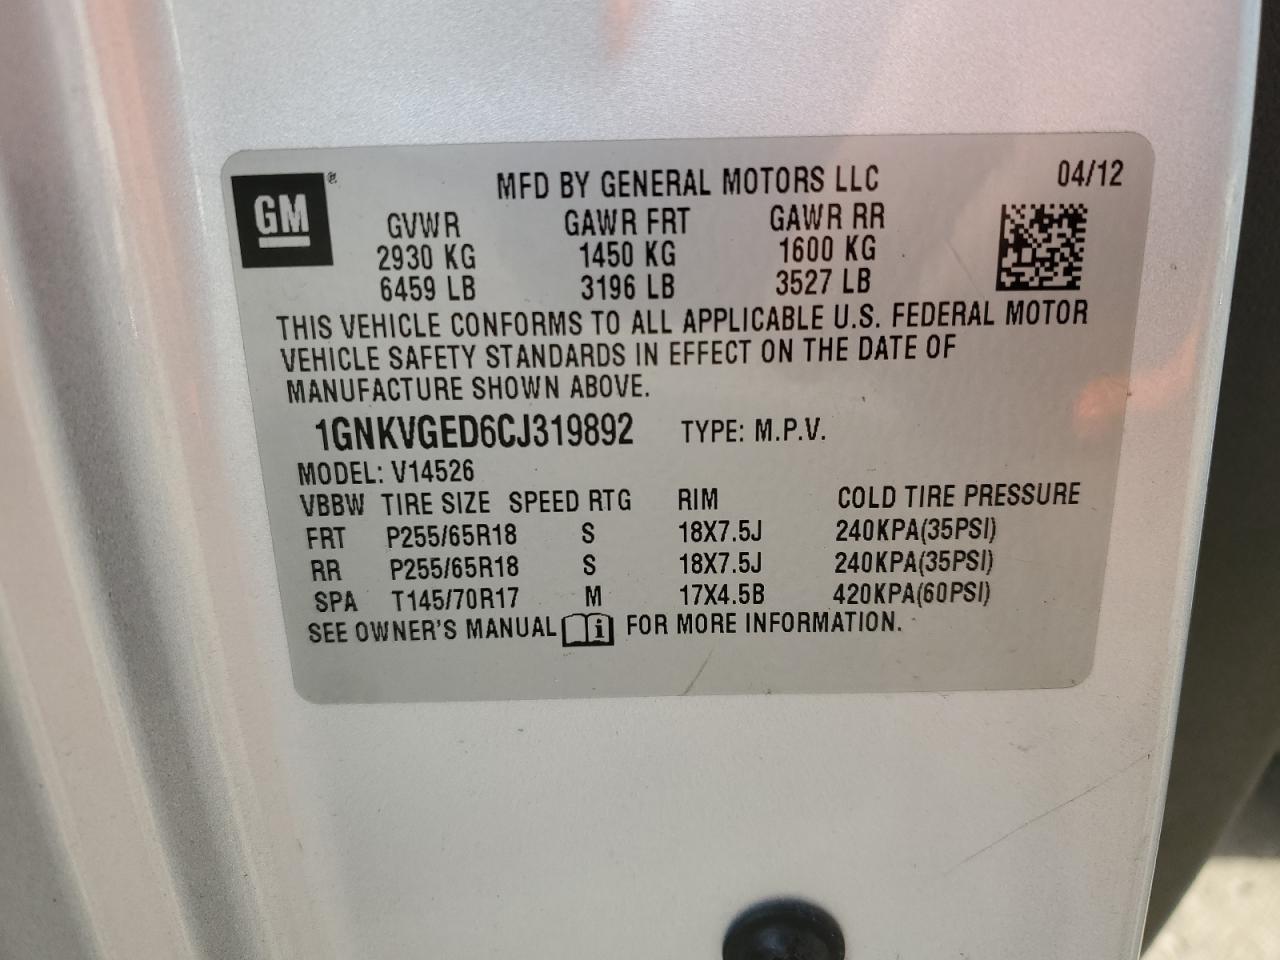 GM®
MFD BY GENERAL MOTORS LLC 04/12
GVWR GAWR FRT GAWR RR
2930 KG 1450 KG 1600 KG
6459 LB 3196 LB 3527 LB
THIS VEHICLE CONFORMS TO ALL APPLICABLE U.S. FEDERAL MOTOR
VEHICLE SAFETY STANDARDS IN EFFECT ON THE DATE OF
MANUFACTURE SHOWN ABOVE.
1GNKVGED6CJ319892 TYPE: M.P.V.
MODEL: V14526
VBBW TIRE SIZE SPEED RTG RIM COLD TIRE PRESSURE
FRT P255/65R18 S 18X7.5J 240KPA(35PSI)
RR P255/65R18 S 18X7.5J 240KPA(35PSI)
SPA T145/70R17 M 17X4.5B 420KPA(60PSI)
SEE OWNER'S MANUAL i FOR MORE INFORMATION.